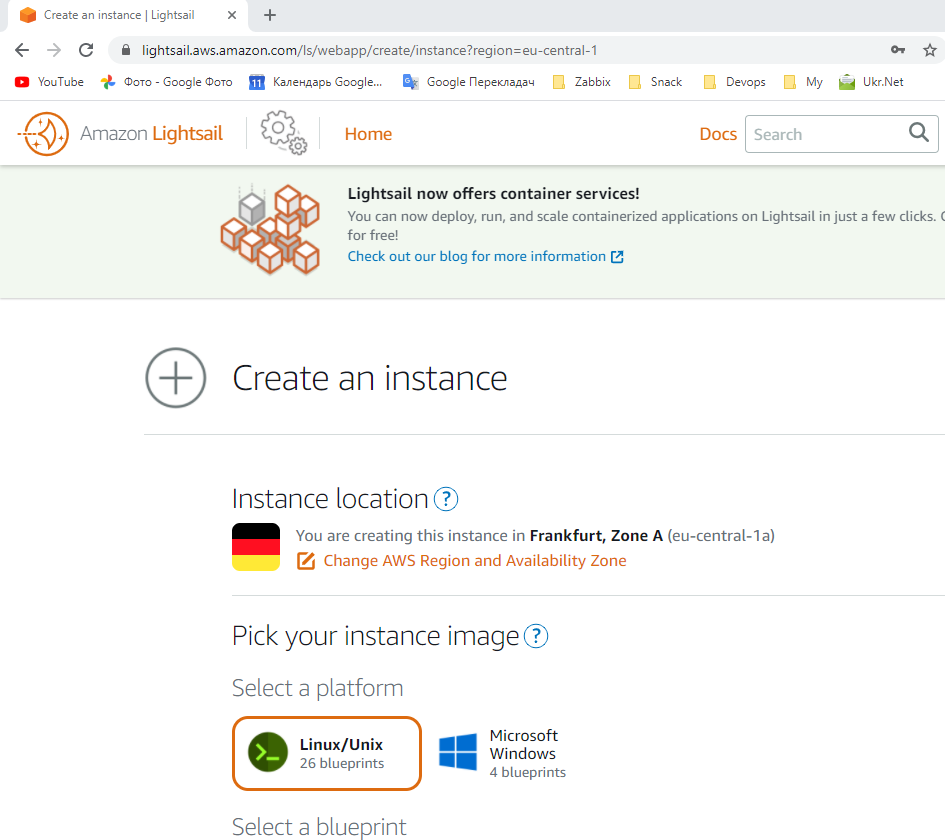 Create an instance | Lightsail
lightsail.aws.amazon.com/ls/webapp/create/instance?region=eu-central-1
YouTube Фото - Google Фото 11 Календарь Google... Google Перекладач Zabbix Snack Devops My Ukr.Net
Amazon Lightsail Home Docs Search
Lightsail now offers container services!
You can now deploy, run, and scale containerized applications on Lightsail in just a few clicks.
for free!
Check out our blog for more information
Create an instance
Instance location ?
You are creating this instance in Frankfurt, Zone A (eu-central-1a)
Change AWS Region and Availability Zone
Pick your instance image ?
Select a platform
Linux/Unix
26 blueprints
Microsoft
Windows
4 blueprints
Select a blueprint